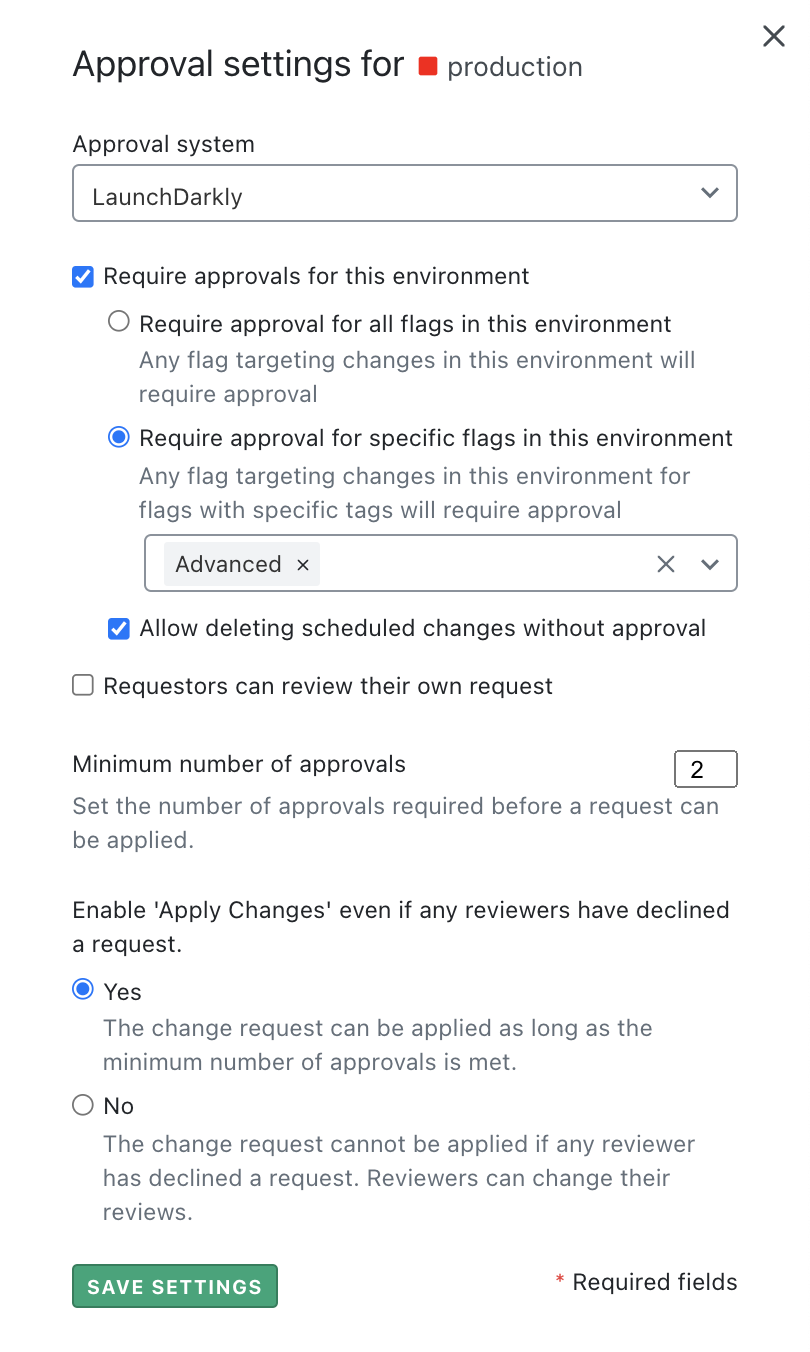 Approval settings for production
Approval system
LaunchDarkly
Require approvals for this environment
Require approval for all flags in this environment
Any flag targeting changes in this environment will
require approval
Require approval for specific flags in this environment
Any flag targeting changes in this environment for
flags with specific tags will require approval
Advanced ×
Allow deleting scheduled changes without approval
Requestors can review their own request
Minimum number of approvals 2
Set the number of approvals required before a request can
be applied.
Enable 'Apply Changes' even if any reviewers have declined
a request.
Yes
The change request can be applied as long as the
minimum number of approvals is met.
No
The change request cannot be applied if any reviewer
has declined a request. Reviewers can change their
reviews.
SAVE SETTINGS * Required fields